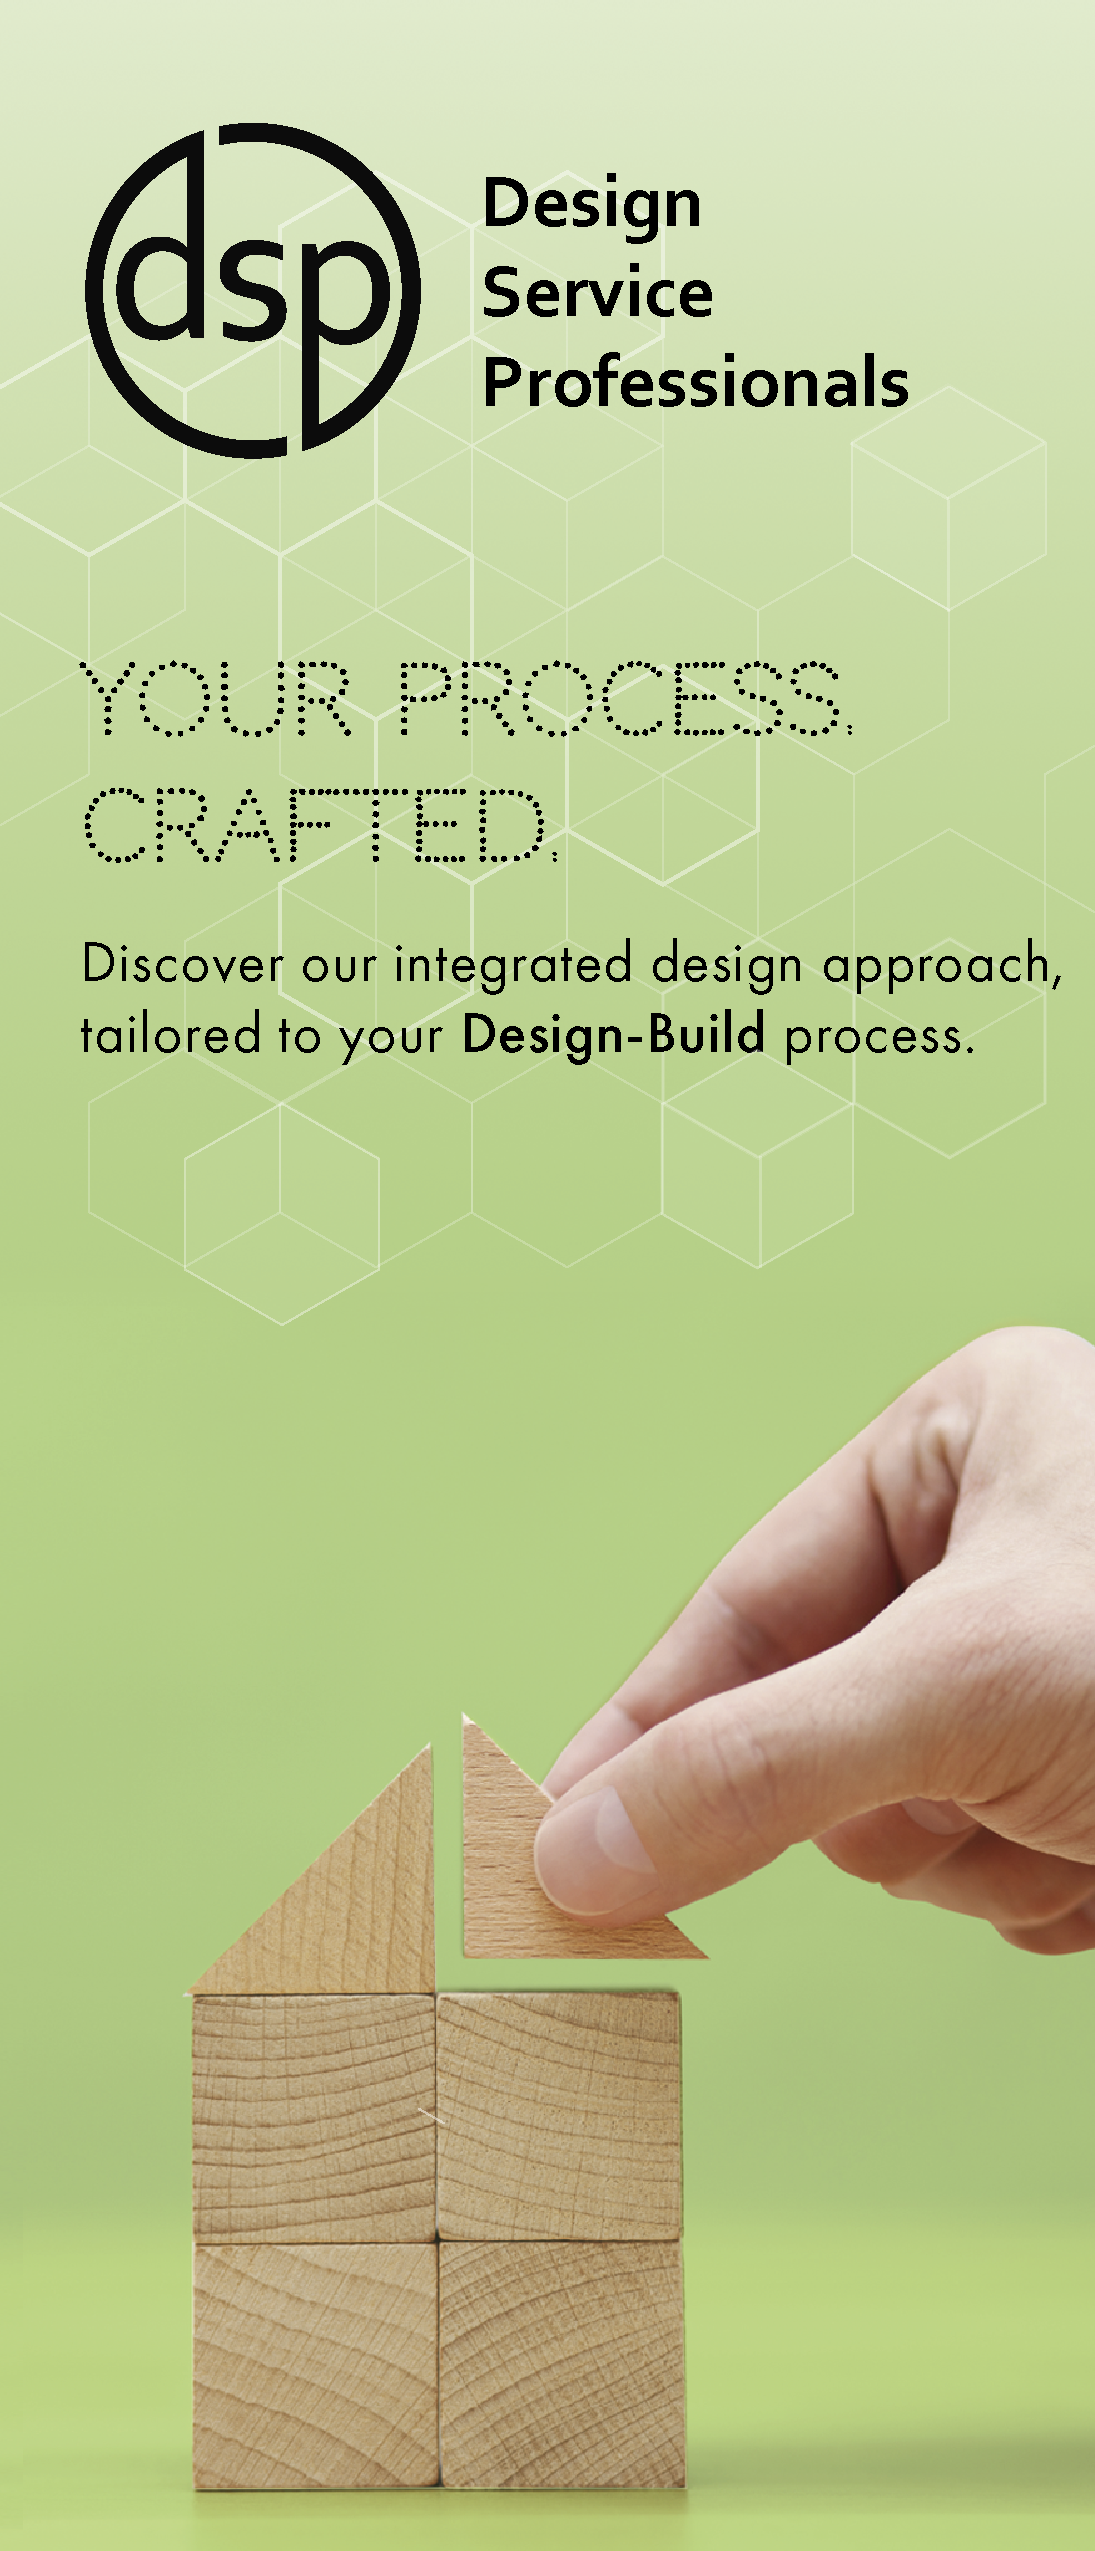 dsp
Design
Service
Professionals
YOUR PROCESS.
CRAFTED.
Discover our integrated design approach,
tailored to your Design-Build process.